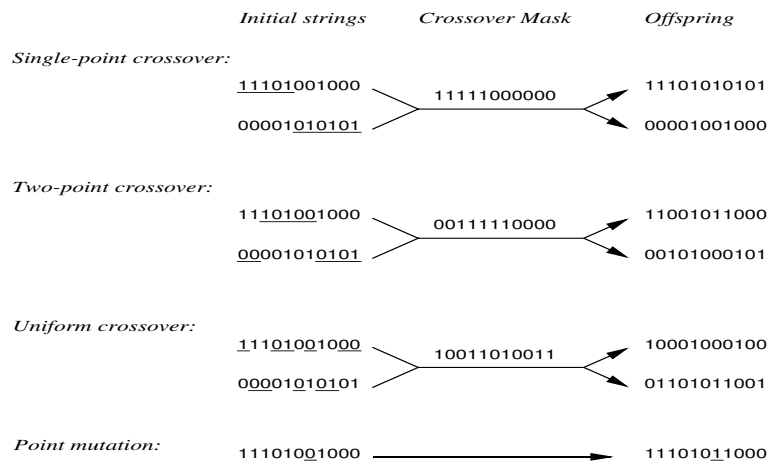 Initial strings Crossover Mask Offspring
Single-point crossover:
11101001000 11111000000 11101010101
00001010101 00001001000
Two-point crossover:
11101001000 00111110000 11001011000
00001010101 00101000101
Uniform crossover:
11101001000 10011010011 10001000100
00001010101 01101011001
Point mutation:
11101001000 11101011000